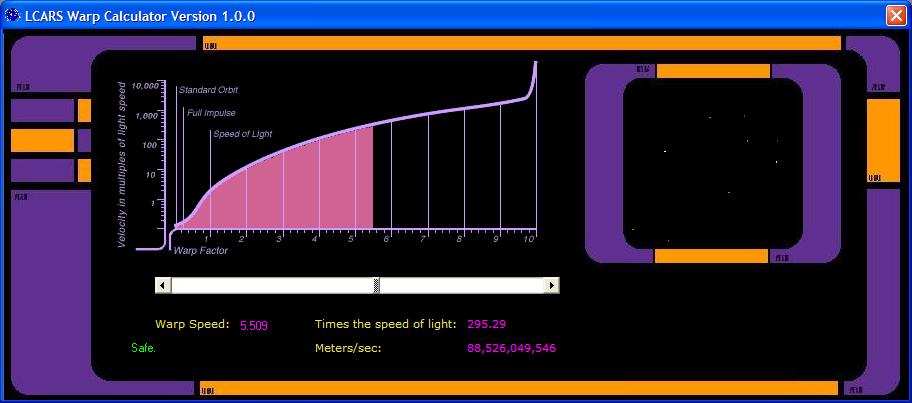 LCARS Warp Calculator Version 1.0.0
Velocity in multiples of light speed
10,000
1,000
100
10
1
Standard Orbit
Full Impulse
Speed of Light
1 2 3 4 5 6 7 8 9 10
Warp Factor
Warp Speed: 5.509
Times the speed of light: 295.29
Safe.
Meters/sec: 88,526,049,546